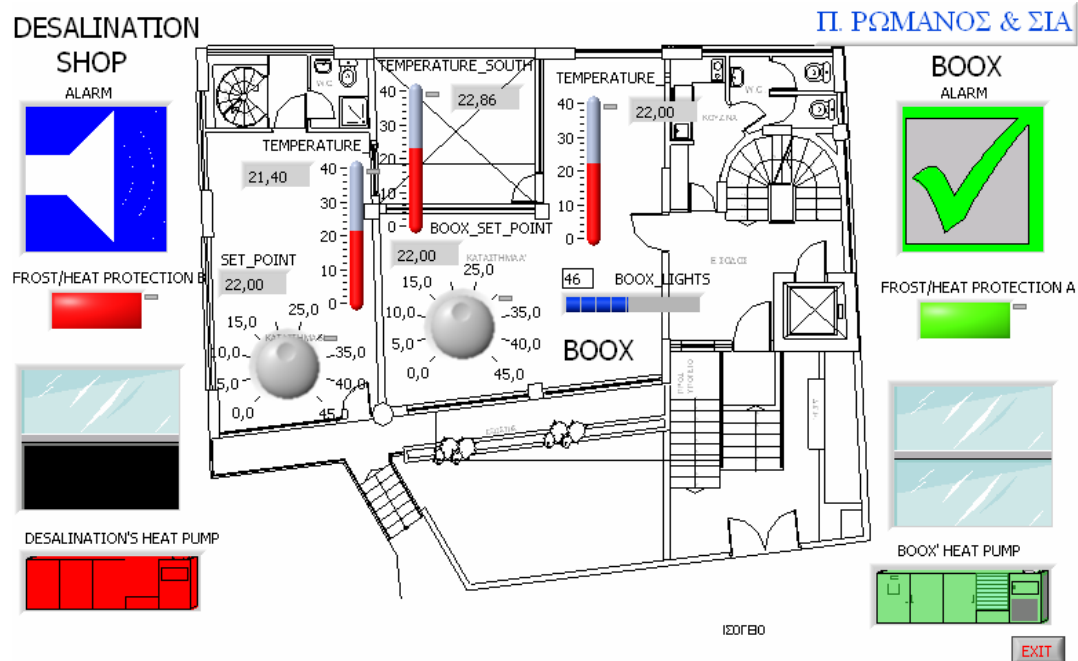 DESALINATION
SHOP
ALARM
FROST/HEAT PROTECTION B
DESALINATION'S HEAT PUMP
Π. ΡΩΜΑΝΟΣ & ΣΙΑ
BOOX
ALARM
FROST/HEAT PROTECTION A
BOOX' HEAT PUMP
EXIT
TEMPERATURE_SOUTH
22,86
40
30
20
10
0
TEMPERATURE_
22,00
40
30
20
10
0
TEMPERATURE_
21,40
40
30
20
10
0
W.C
W.C
ΚΟΥΖΙΝΑ
SET_POINT
22,00
0,0
5,0
10,0
15,0
25,0
35,0
40,0
45,0
BOOX_SET_POINT
22,00
0,0
5,0
10,0
15,0
25,0
35,0
40,0
45,0
46
BOOX_LIGHTS
BOOX
ΙΣΟΓΕΙΟ